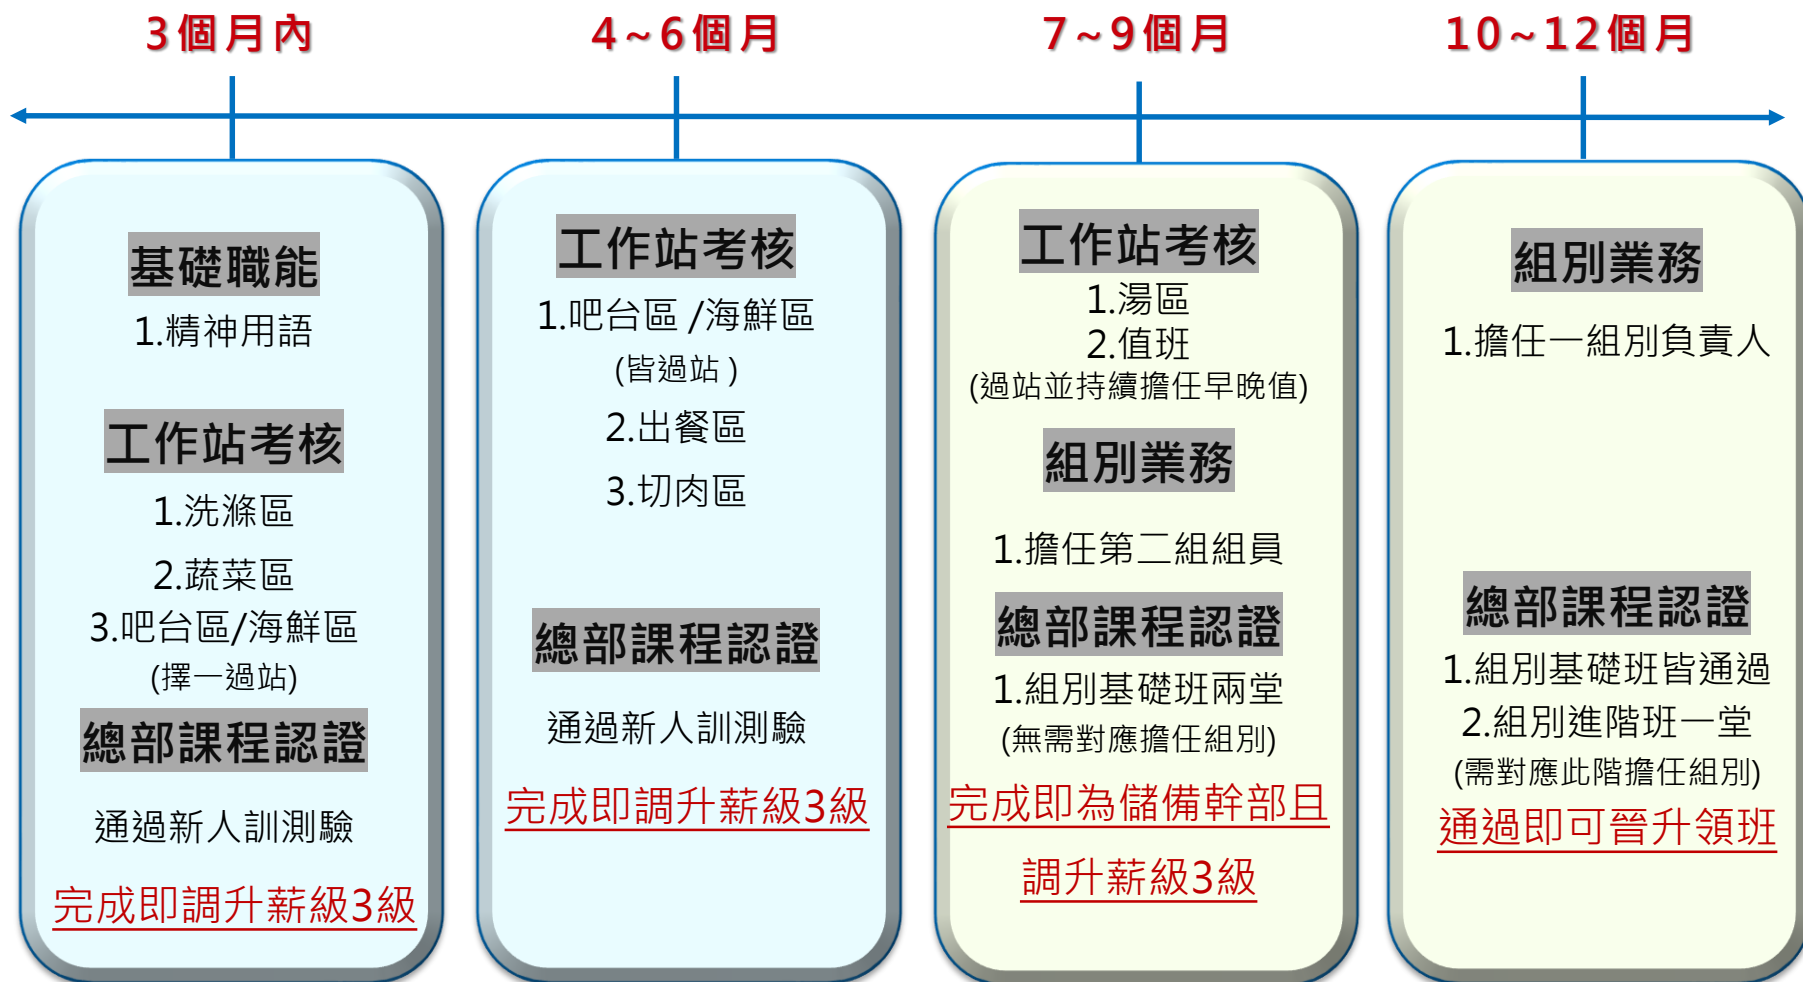 3個月內
4~6個月
7~9個月
10~12個月
基礎職能
1.精神用語
工作站考核
1.洗滌區
2.蔬菜區
3.吧台區/海鮮區
(擇一過站)
總部課程認證
通過新人訓測驗
完成即調升薪級3級
工作站考核
1.吧台區 /海鮮區
(皆過站 )
2.出餐區
3.切肉區
總部課程認證
通過新人訓測驗
完成即調升薪級3級
工作站考核
1.湯區
2.值班
(過站並持續擔任早晚值)
組別業務
1.擔任第二組組員
總部課程認證
1.組別基礎班兩堂
(無需對應擔任組別)
完成即為儲備幹部且
調升薪級3級
組別業務
1.擔任一組別負責人
總部課程認證
1.組別基礎班皆通過
2.組別進階班一堂
(需對應此階擔任組別)
通過即可晉升領班